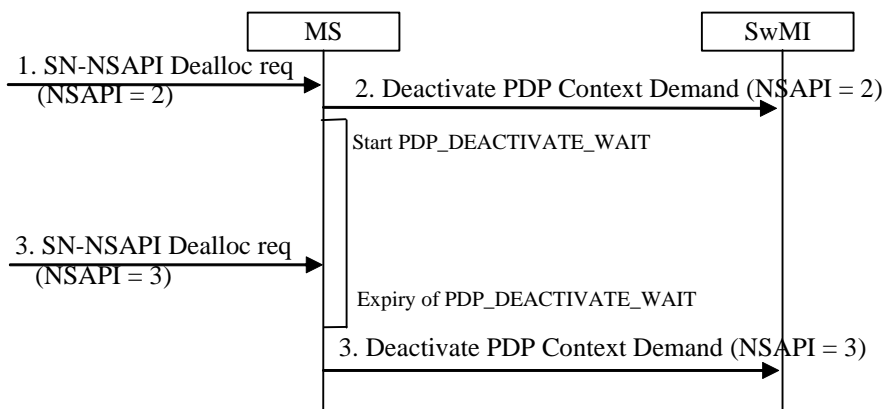 MS
SwMI
1. SN-NSAPI Dealloc req
(NSAPI = 2)
2. Deactivate PDP Context Demand (NSAPI = 2)
Start PDP_DEACTIVATE_WAIT
3. SN-NSAPI Dealloc req
(NSAPI = 3)
Expiry of PDP_DEACTIVATE_WAIT
3. Deactivate PDP Context Demand (NSAPI = 3)